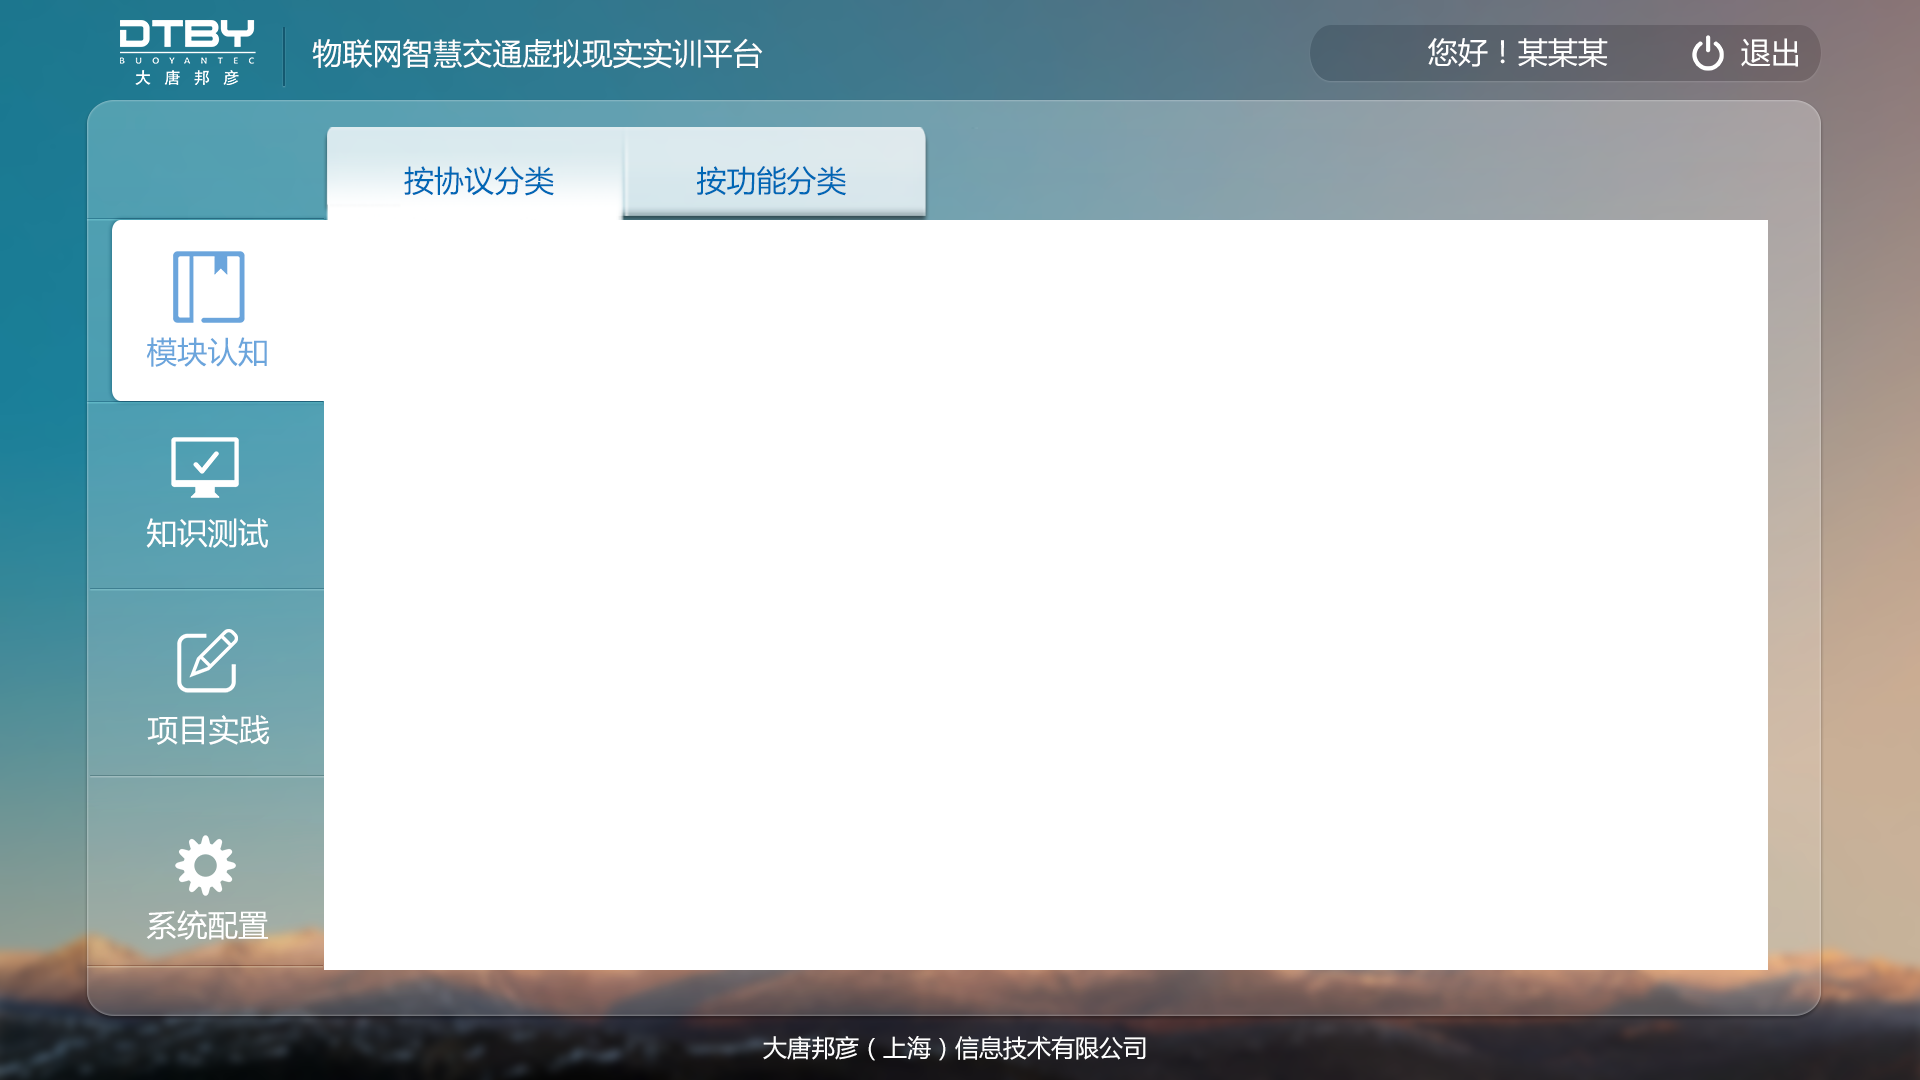 DTBY
BUOYANTEC
大唐邦彦
物联网智慧交通虚拟现实实训平台
您好！某某某
退出
按协议分类
按功能分类
模块认知
知识测试
项目实践
系统配置
大唐邦彦（上海）信息技术有限公司